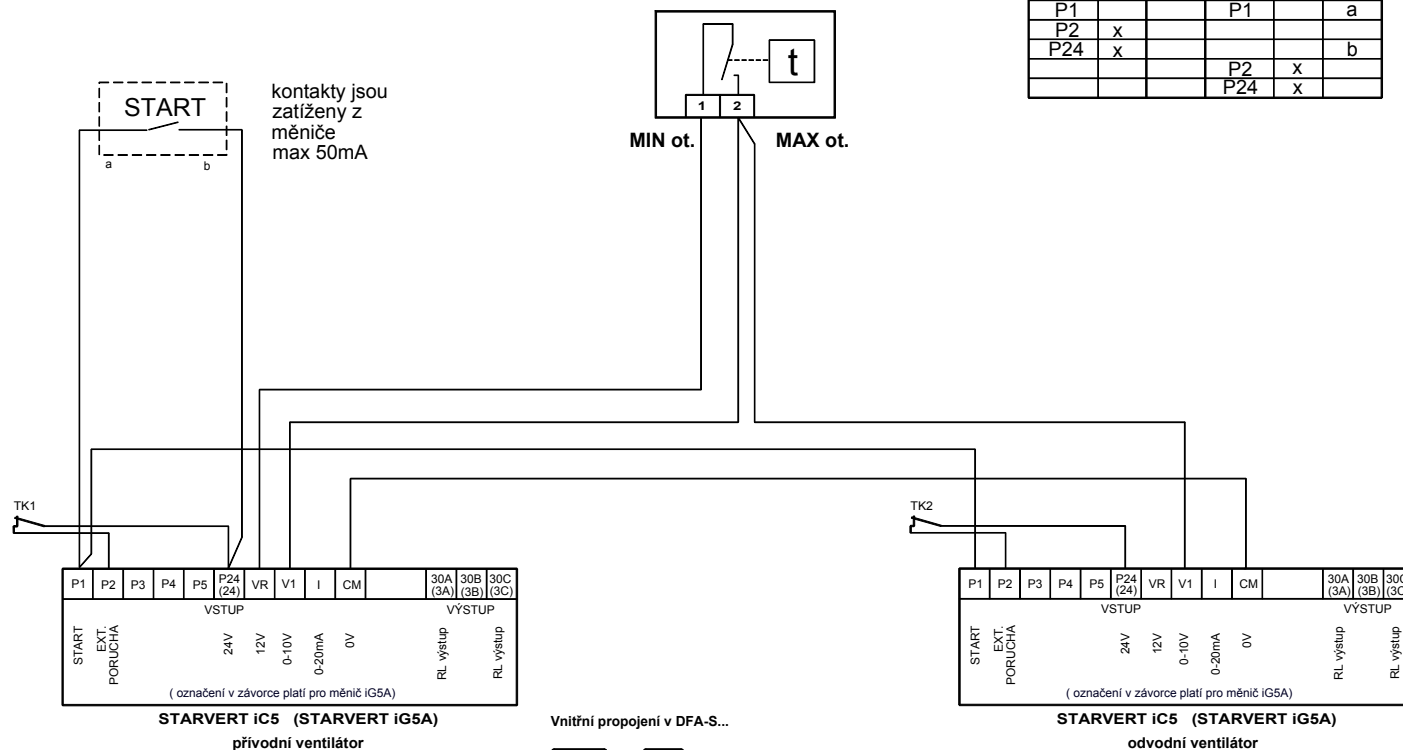 P1 P1 a
P2 x
P24 x b
P2 x
P24 x
t
1 2
MIN ot. MAX ot.
START
a b
kontakty jsou
zatíženy z
měniče
max 50mA
TK1
P1 P2 P3 P4 P5 P24 (24) VR V1 I CM 30A (3A) 30B (3B) 30C (3C)
VSTUP VÝSTUP
START
EXT.
PORUCHA
24V
12V
0-10V
0-20mA
0V
RL výstup
RL výstup
( označení v závorce platí pro měnič iG5A)
STARVERT iC5 (STARVERT iG5A)
přívodní ventilátor
Vnitřní propojení v DFA-S...
TK2
P1 P2 P3 P4 P5 P24 (24) VR V1 I CM 30A (3A) 30B (3B) 30C (3C
VSTUP VÝSTUP
START
EXT.
PORUCHA
24V
12V
0-10V
0-20mA
0V
RL výstup
RL výstup
( označení v závorce platí pro měnič iG5A)
STARVERT iC5 (STARVERT iG5A)
odvodní ventilátor